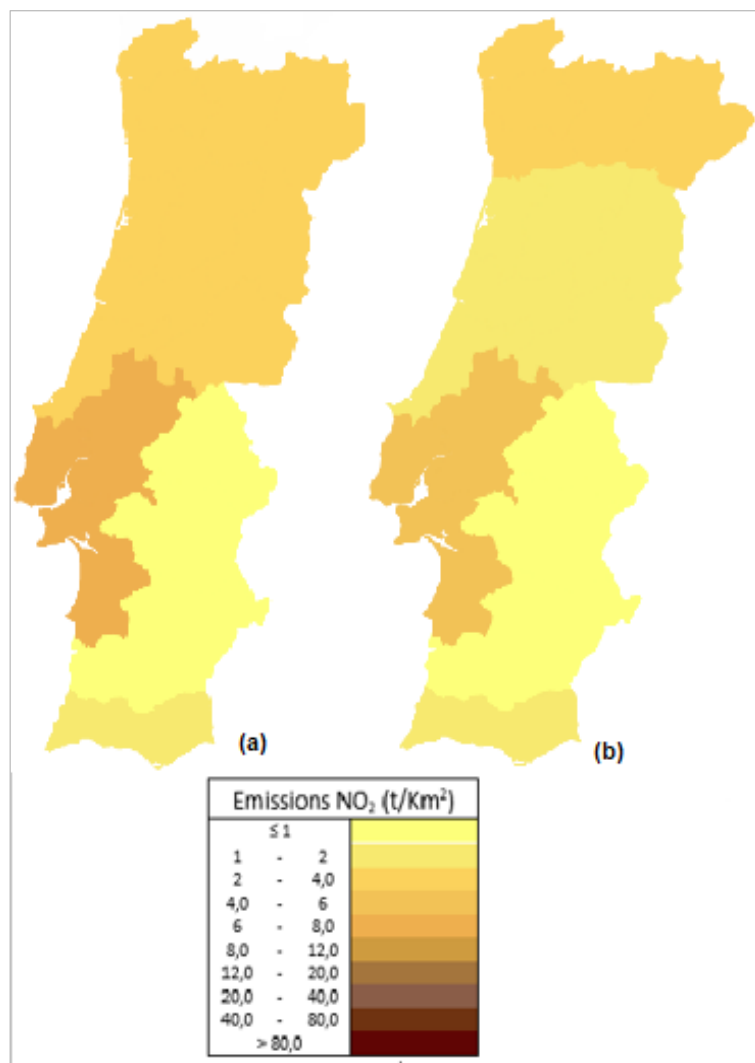 (a)
(b)
Emissions NO₂ (t/Km²)
≤ 1
1 - 2
2 - 4,0
4,0 - 6
6 - 8,0
8,0 - 12,0
12,0 - 20,0
20,0 - 40,0
40,0 - 80,0
> 80,0